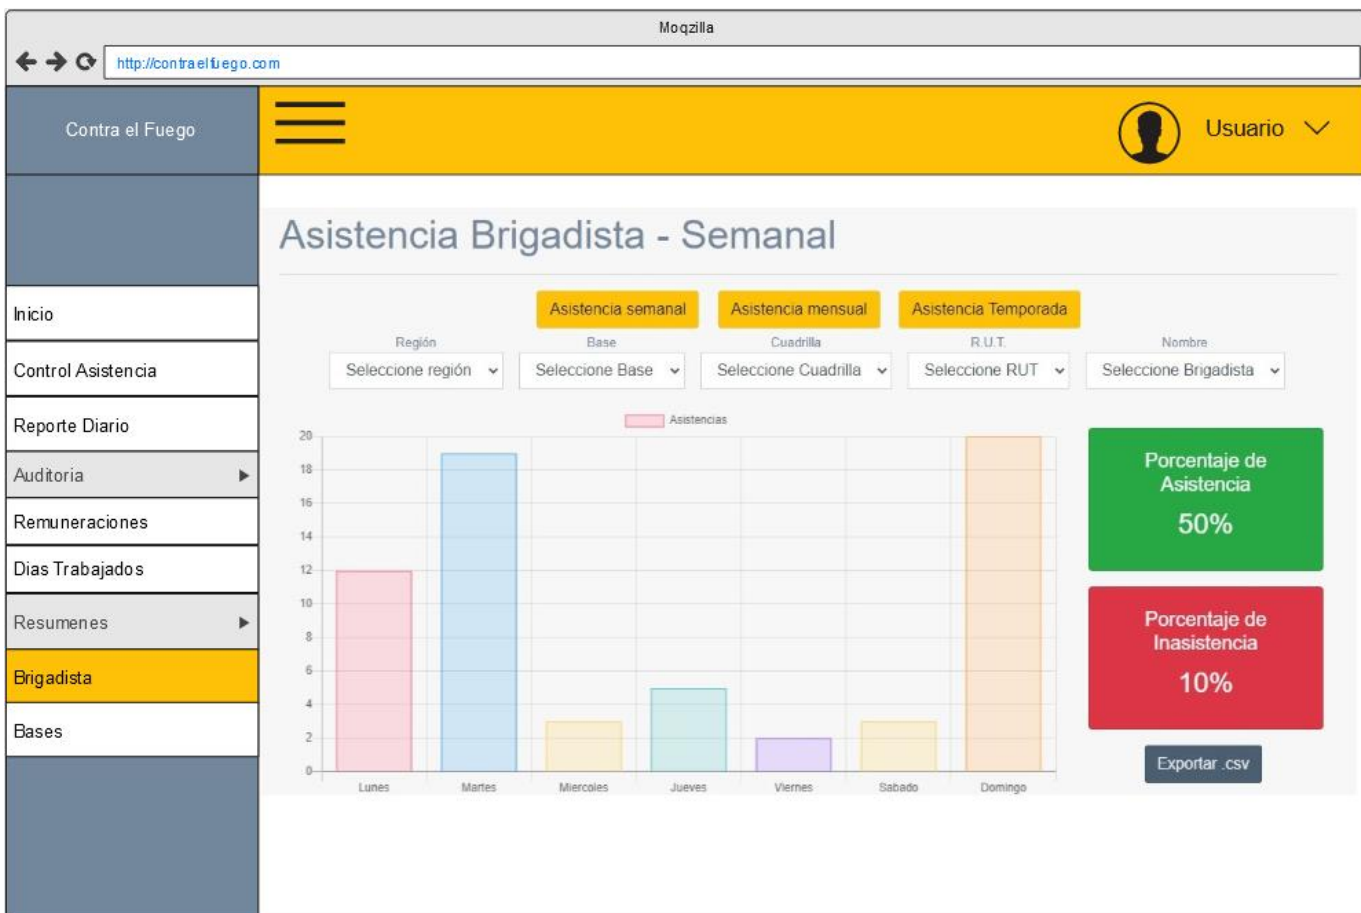 Moqzilla
http://contraelfuego.com
Contra el Fuego
Usuario
Inicio
Control Asistencia
Reporte Diario
Auditoria
Remuneraciones
Dias Trabajados
Resumenes
Brigadista
Bases
Asistencia Brigadista - Semanal
Asistencia semanal
Asistencia mensual
Asistencia Temporada
Región
Base
Cuadrilla
R.U.T.
Nombre
Seleccione región
Seleccione Base
Seleccione Cuadrilla
Seleccione RUT
Seleccione Brigadista
Asistencias
20
18
16
14
12
10
8
6
4
2
0
Lunes
Martes
Miercoles
Jueves
Viernes
Sabado
Domingo
Porcentaje de
Asistencia
50%
Porcentaje de
Inasistencia
10%
Exportar .csv